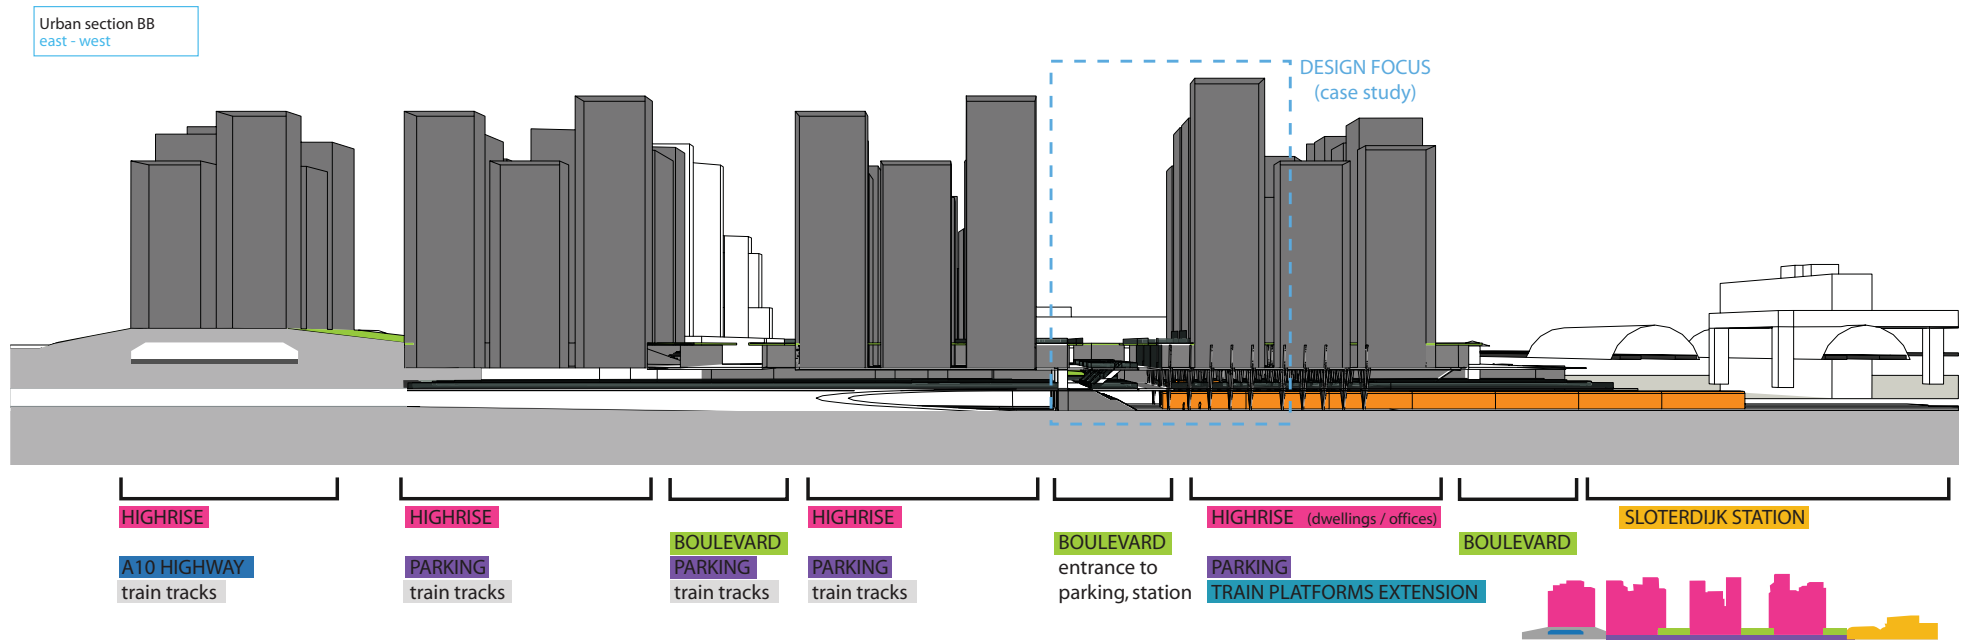 Urban section BB
east - west
DESIGN FOCUS
(case study)
HIGHRISE
A10 HIGHWAY
train tracks
HIGHRISE
PARKING
train tracks
BOULEVARD
PARKING
train tracks
HIGHRISE
PARKING
train tracks
BOULEVARD
entrance to
parking, station
HIGHRISE (dwellings / offices)
PARKING
TRAIN PLATFORMS EXTENSION
BOULEVARD
SLOTERDIJK STATION